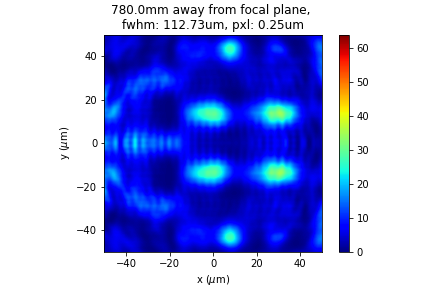 780.0mm away from focal plane,
fwhm: 112.73um, pxl: 0.25um
40
20
0
−20
−40
y (μm)
−40 −20 0 20 40
x (μm)
60
50
40
30
20
10
0